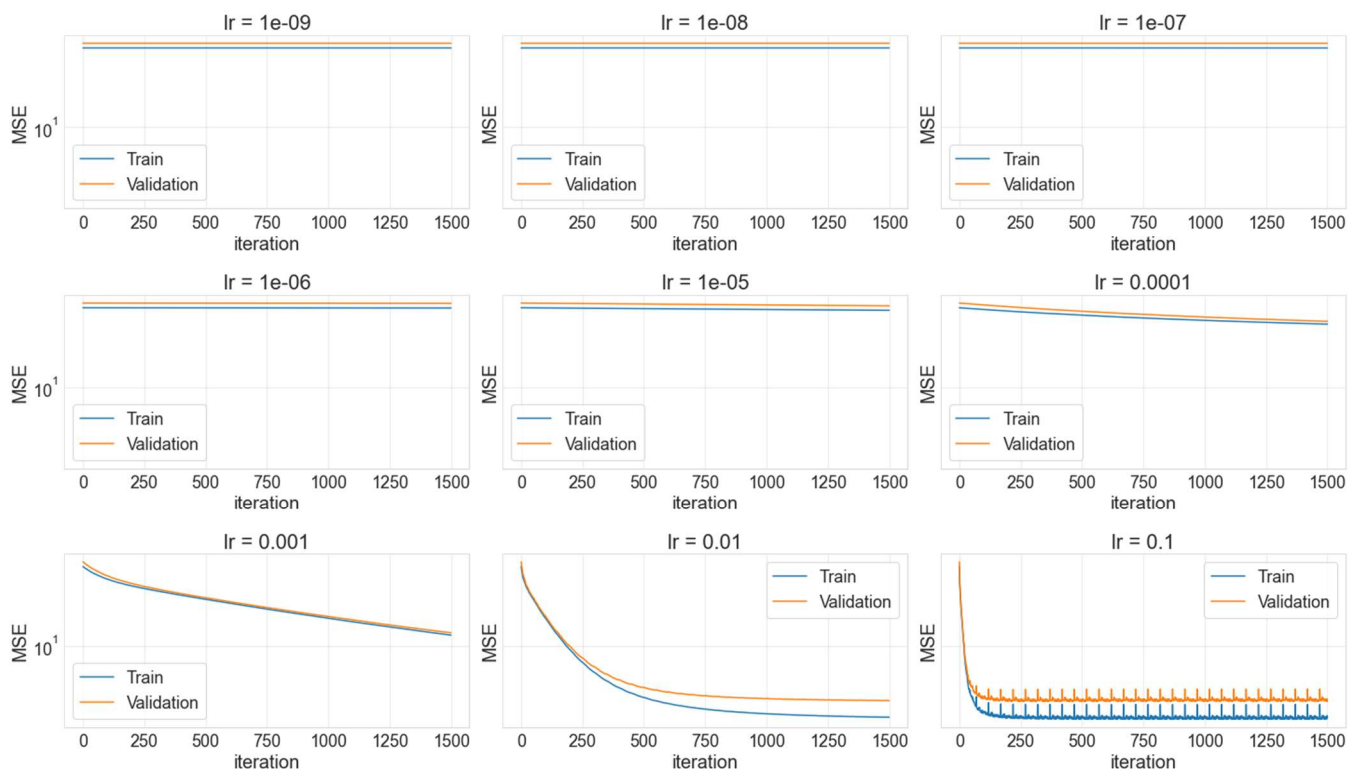 lr = 1e-09
MSE
10^1
Train
Validation
0 250 500 750 1000 1250 1500
iteration
lr = 1e-08
MSE
Train
Validation
0 250 500 750 1000 1250 1500
iteration
lr = 1e-07
MSE
Train
Validation
0 250 500 750 1000 1250 1500
iteration
lr = 1e-06
MSE
10^1
Train
Validation
0 250 500 750 1000 1250 1500
iteration
lr = 1e-05
MSE
Train
Validation
0 250 500 750 1000 1250 1500
iteration
lr = 0.0001
MSE
Train
Validation
0 250 500 750 1000 1250 1500
iteration
lr = 0.001
MSE
10^1
Train
Validation
0 250 500 750 1000 1250 1500
iteration
lr = 0.01
MSE
Train
Validation
0 250 500 750 1000 1250 1500
iteration
lr = 0.1
MSE
Train
Validation
0 250 500 750 1000 1250 1500
iteration